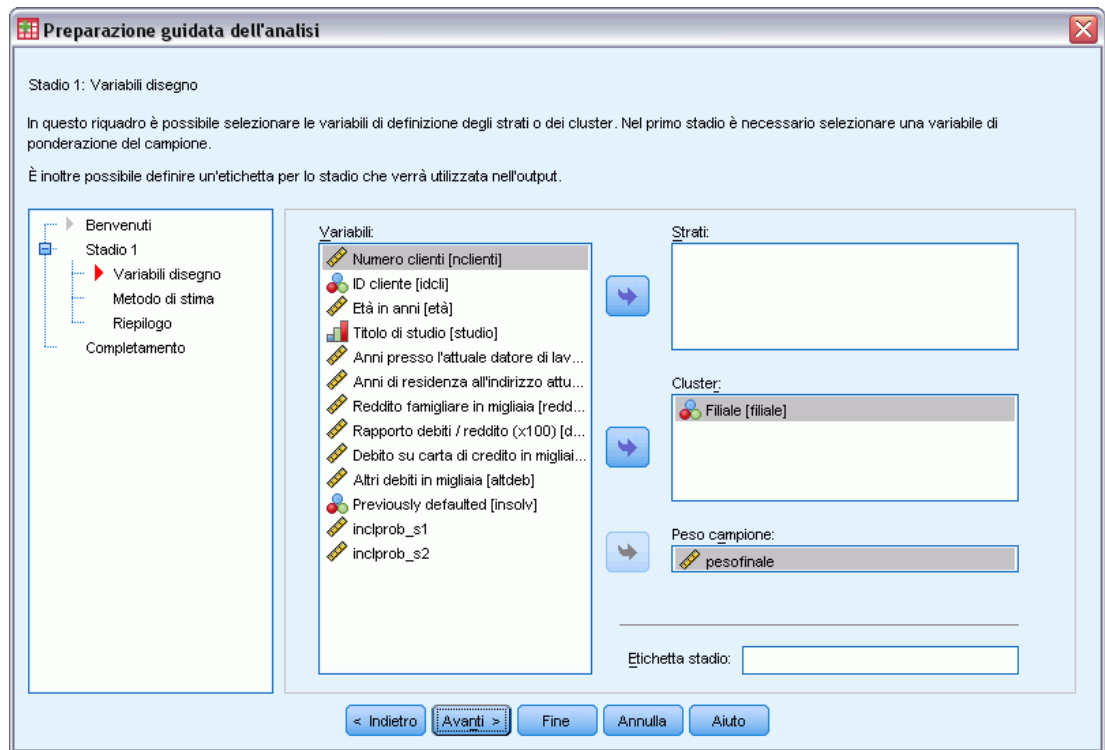 Preparazione guidata dell'analisi
Stadio 1: Variabili disegno
In questo riquadro è possibile selezionare le variabili di definizione degli strati o dei cluster. Nel primo stadio è necessario selezionare una variabile di
ponderazione del campione.
È inoltre possibile definire un'etichetta per lo stadio che verrà utilizzata nell'output.
Benvenuti
Stadio 1
Variabili disegno
Metodo di stima
Riepilogo
Completamento
Variabili:
Numero clienti [nclienti]
ID cliente [idcli]
Età in anni [età]
Titolo di studio [studio]
Anni presso l'attuale datore di lav...
Anni di residenza all'indirizzo attu...
Reddito famigliare in migliaia [redd...
Rapporto debiti / reddito (x100) [d...
Debito su carta di credito in migliai...
Altri debiti in migliaia [altdeb]
Previously defaulted [insolv]
inclprob_s1
inclprob_s2
Strati:
Cluster:
Filiale [filiale]
Peso campione:
pesofinale
Etichetta stadio:
< Indietro
Avanti >
Fine
Annulla
Aiuto